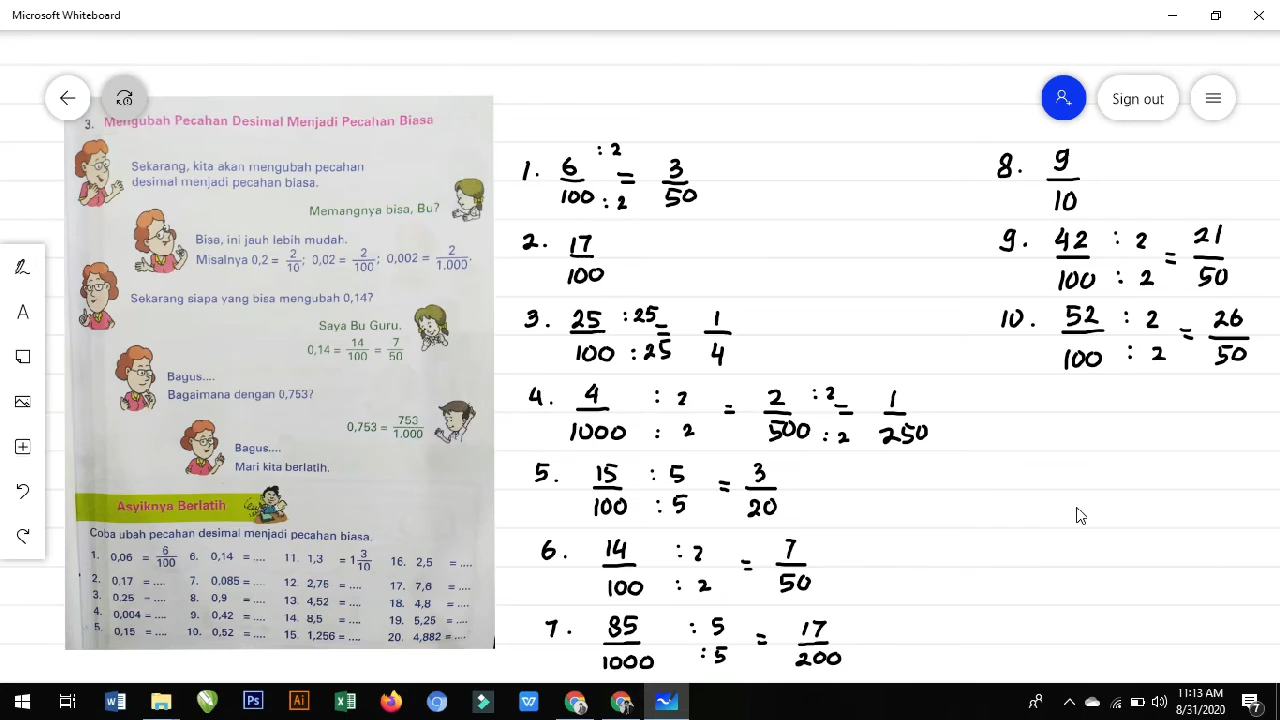 Microsoft Whiteboard
Sign out
3. Mengubah Pecahan Desimal Menjadi Pecahan Biasa
Sekarang, kita akan mengubah pecahan
desimal menjadi pecahan biasa.
Memangnya bisa, Bu?
Bisa, ini jauh lebih mudah.
Misalnya 0,2 = 2/10; 0,02 = 2/100; 0,002 = 2/1.000.
Sekarang siapa yang bisa mengubah 0,14?
Saya Bu Guru.
0,14 = 14/100 = 7/50
Bagus....
Bagaimana dengan 0,753?
0,753 = 753/1.000
Bagus....
Mari kita berlatih.
Asyiknya Berlatih
Coba ubah pecahan desimal menjadi pecahan biasa.
1. 0,06 = 6/100 6. 0,14 = .... 11. 1,3 = 1 3/10 16. 2,5 = ....
2. 0,17 = .... 7. 0,085 = .... 12. 2,75 = .... 17. 7,6 = ....
3. 0,25 = .... 8. 0,9 = .... 13. 4,52 = .... 18. 4,8 = ....
4. 0,004 = .... 9. 0,42 = .... 14. 8,5 = .... 19. 5,25 = ....
5. 0,15 = .... 10. 0,52 = .... 15. 1,256 = .... 20. 4,882 = ....
1. 6/100 : 2 : 2 = 3/50
2. 17/100
3. 25/100 : 25 : 25 = 1/4
4. 4/1000 : 2 : 2 = 2/500 : 2 : 2 = 1/250
5. 15/100 : 5 : 5 = 3/20
6. 14/100 : 2 : 2 = 7/50
7. 85/1000 : 5 : 5 = 17/200
8. 9/10
9. 42/100 : 2 : 2 = 21/50
10. 52/100 : 2 : 2 = 26/50
11:13 AM
8/31/2020